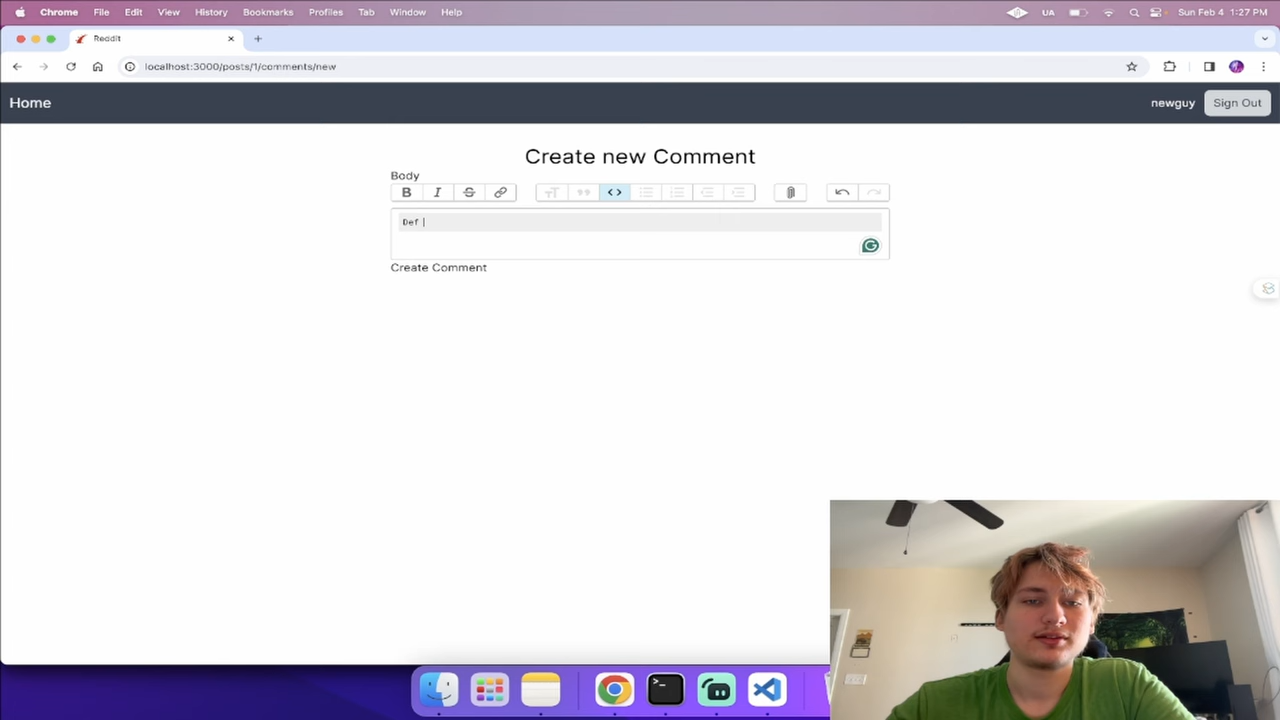 Chrome File Edit View History Bookmarks Profiles Tab Window Help UA Sun Feb 4 1:27 PM
Reddit
localhost:3000/posts/1/comments/new
Home newguy Sign Out
Create new Comment
Body
Def
Create Comment